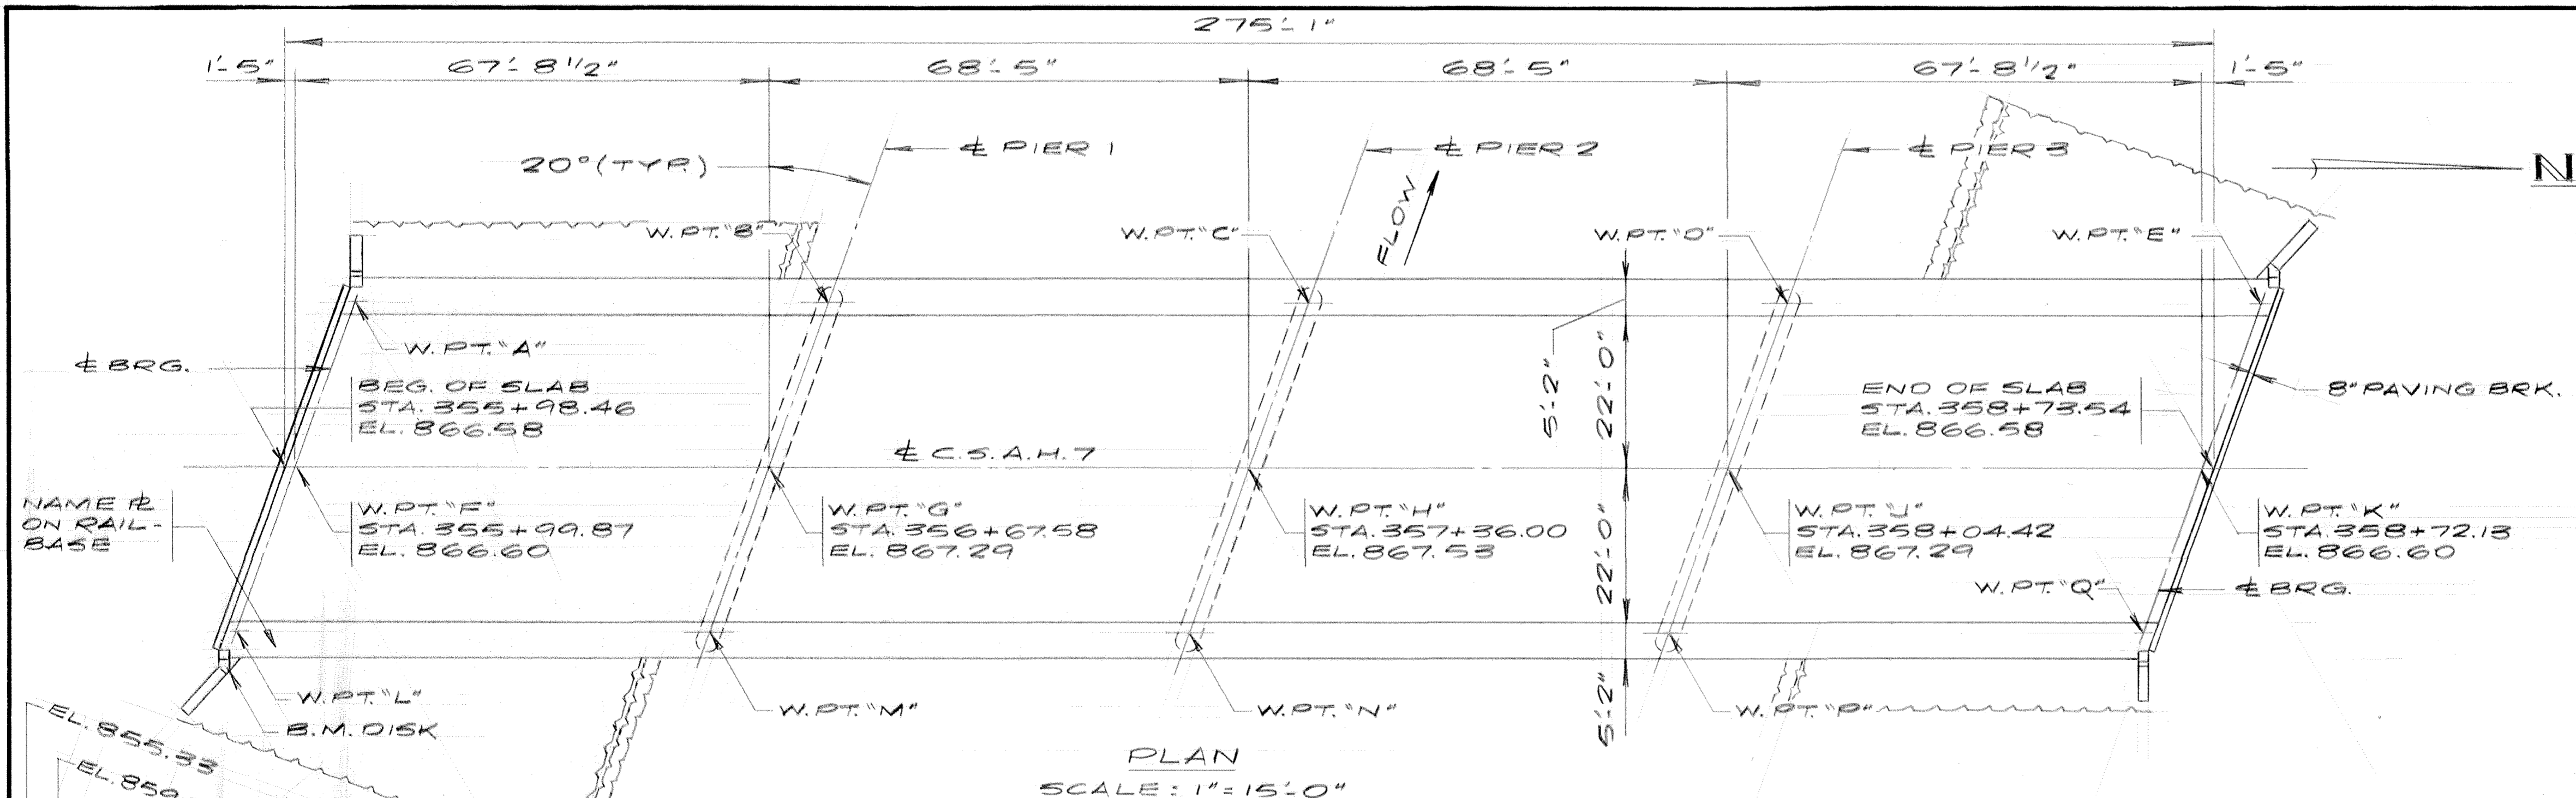 275'-1"
1'-5" 67'-8 1/2" 68'-5" 68'-5" 67'-8 1/2" 1'-5"
20° (TYP.)
℄ PIER 1
℄ PIER 2
℄ PIER 3
N
FLOW
W.PT."B"
W.PT."C"
W.PT."D"
W.PT."E"
W.PT."A"
℄ BRG.
BEG. OF SLAB
STA. 355+98.46
EL. 866.58
5'-2"
22'-0"
END OF SLAB
STA. 358+73.54
EL. 866.58
8" PAVING BRK.
℄ C.S.A.H. 7
NAME ℞
ON RAIL-
BASE
W.PT."F"
STA. 355+99.87
EL. 866.60
W.PT."G"
STA. 356+67.58
EL. 867.29
W.PT."H"
STA. 357+36.00
EL. 867.53
22'-0"
W.PT."J"
STA. 358+04.42
EL. 867.29
W.PT."K"
STA. 358+72.13
EL. 866.60
W.PT."Q"
℄ BRG.
W.PT."L"
B.M. DISK
W.PT."M"
W.PT."N"
5'-2"
W.PT."P"
EL. 855.33
EL. 859
PLAN
SCALE : 1"=15'-0"